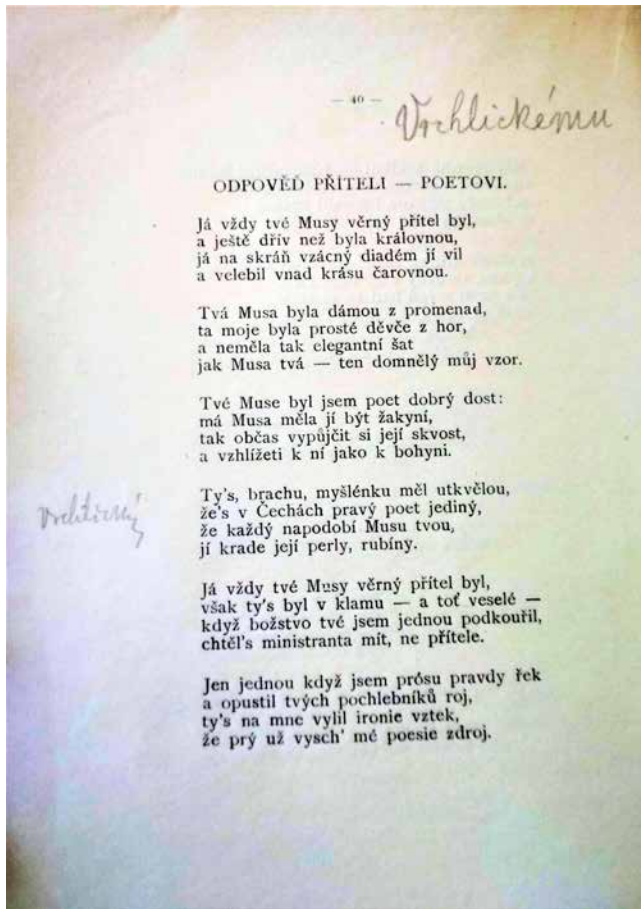 — 40 —
Vrchlickému
ODPOVĚĎ PŘÍTELI — POETOVI.
Já vždy tvé Musy věrný přítel byl,
a ještě dřív než byla královnou,
já na skráň vzácný diadém jí vil
a velebil vnad krásu čarovnou.
Tvá Musa byla dámou z promenad,
ta moje byla prosté děvče z hor,
a neměla tak elegantní šat
jak Musa tvá — ten domnělý můj vzor.
Tvé Muse byl jsem poet dobrý dost:
má Musa měla jí být žakyní,
tak občas vypůjčit si její skvost,
a vzhlížeti k ní jako k bohyni.
Ty's, brachu, myšlénku měl utkvělou,
že's v Čechách pravý poet jediný,
že každý napodobí Musu tvou,
jí krade její perly, rubíny.
Vrchlický
Já vždy tvé Musy věrný přítel byl,
však ty's byl v klamu — a toť veselé —
když božstvo tvé jsem jednou podkouřil,
chtěl's ministranta mít, ne přítele.
Jen jednou když jsem prósu pravdy řek
a opustil tvých pochlebníků roj,
ty's na mne vylil ironie vztek,
že prý už vysch' mé poesie zdroj.